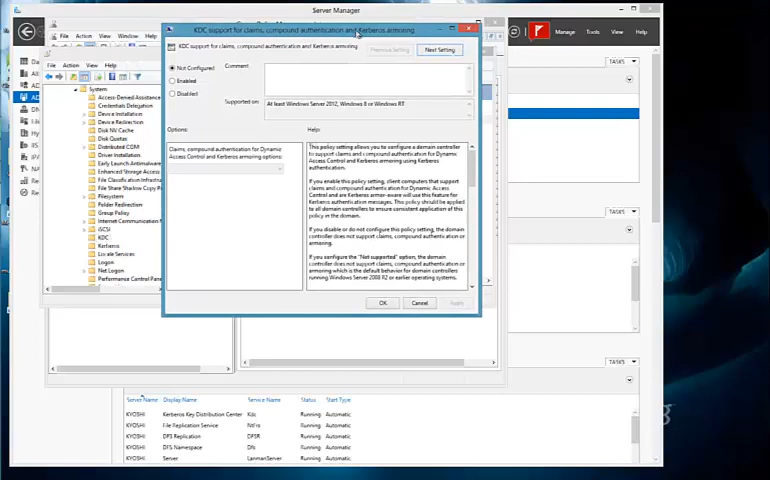 Server Manager
Manage
Tools
View
Help
File
Action
View
Window
Help
TASKS
KDC support for claims, compound authentication and Kerberos armoring
KDC support for claims, compound authentication and Kerberos armoring
Previous Setting
Next Setting
Not Configured
Enabled
Disabled
Comment:
Supported on:
At least Windows Server 2012, Windows 8 or Windows RT
Options:
Help:
Claims, compound authentication for Dynamic
Access Control and Kerberos armoring options:
This policy setting allows you to configure a domain controller
to support claims and compound authentication for Dynamic
Access Control and Kerberos armoring using Kerberos
authentication.
If you enable this policy setting, client computers that support
claims and compound authentication for Dynamic Access
Control and are Kerberos armor-aware will use this feature for
Kerberos authentication messages. This policy should be applied
to all domain controllers to ensure consistent application of this
policy in the domain.
If you disable or do not configure this policy setting, the domain
controller does not support claims, compound authentication or
armoring.
If you configure the "Not supported" option, the domain
controller does not support claims, compound authentication or
armoring which is the default behavior for domain controllers
running Windows Server 2008 R2 or earlier operating systems.
OK
Cancel
Apply
File
Action
View
Help
System
Access-Denied Assistance
Credentials Delegation
Device Installation
Device Redirection
Disk NV Cache
Disk Quotas
Distributed COM
Driver Installation
Early Launch Antimalware
Enhanced Storage Access
File Classification Infrastru
File Share Shadow Copy P
Filesystem
Folder Redirection
Group Policy
Internet Communication M
iSCSI
KDC
Kerberos
Locale Services
Logon
Net Logon
Performance Control Pane
TASKS
TASKS
Server Name
Display Name
Service Name
Status
Start Type
KYOSHI
Kerberos Key Distribution Center
Kdc
Running
Automatic
KYOSHI
File Replication Service
NtFrs
Running
Automatic
KYOSHI
DFS Replication
DFSR
Running
Automatic
KYOSHI
DFS Namespace
Dfs
Running
Automatic
KYOSHI
Server
LanmanServer
Running
Automatic